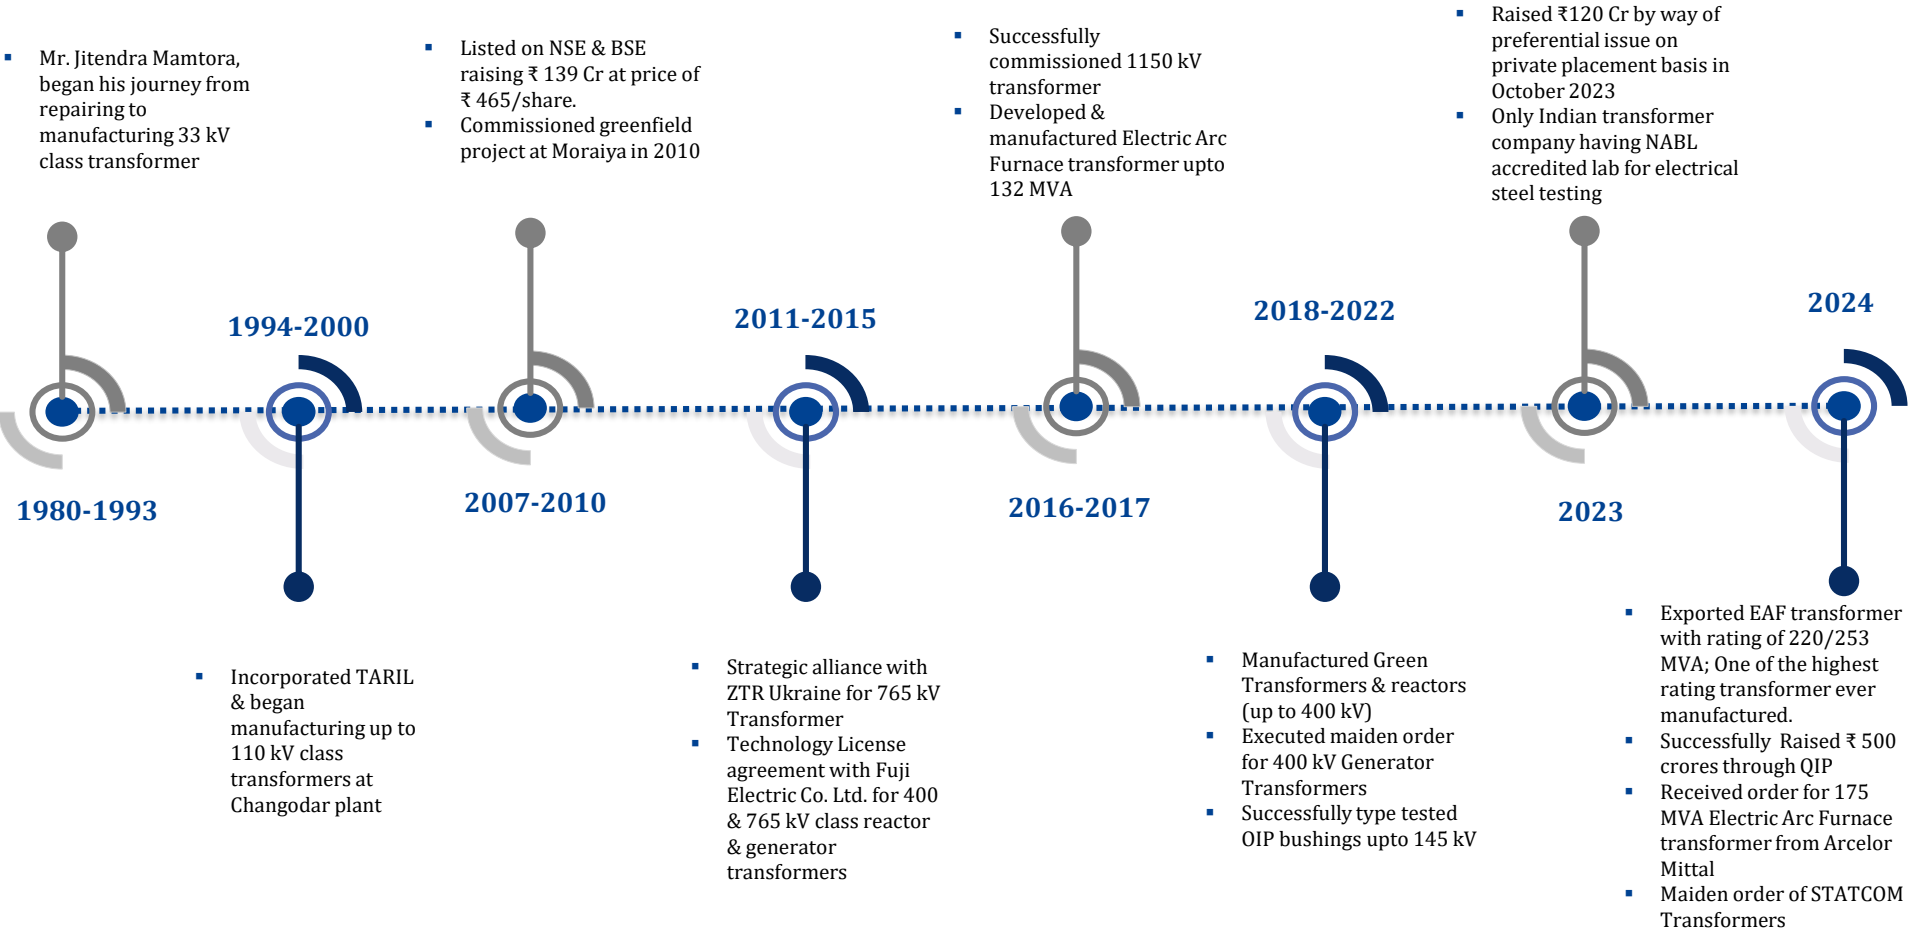 ▪ Mr. Jitendra Mamtora,
began his journey from
repairing to
manufacturing 33 kV
class transformer
1980-1993
1994-2000
▪ Incorporated TARIL
& began
manufacturing up to
110 kV class
transformers at
Changodar plant
▪ Listed on NSE & BSE
raising ₹ 139 Cr at price of
₹ 465/share.
▪ Commissioned greenfield
project at Moraiya in 2010
2007-2010
2011-2015
▪ Strategic alliance with
ZTR Ukraine for 765 kV
Transformer
▪ Technology License
agreement with Fuji
Electric Co. Ltd. for 400
& 765 kV class reactor
& generator
transformers
▪ Successfully
commissioned 1150 kV
transformer
▪ Developed &
manufactured Electric Arc
Furnace transformer upto
132 MVA
2016-2017
2018-2022
▪ Manufactured Green
Transformers & reactors
(up to 400 kV)
▪ Executed maiden order
for 400 kV Generator
Transformers
▪ Successfully type tested
OIP bushings upto 145 kV
▪ Raised ₹120 Cr by way of
preferential issue on
private placement basis in
October 2023
▪ Only Indian transformer
company having NABL
accredited lab for electrical
steel testing
2023
2024
▪ Exported EAF transformer
with rating of 220/253
MVA; One of the highest
rating transformer ever
manufactured.
▪ Successfully Raised ₹ 500
crores through QIP
▪ Received order for 175
MVA Electric Arc Furnace
transformer from Arcelor
Mittal
▪ Maiden order of STATCOM
Transformers